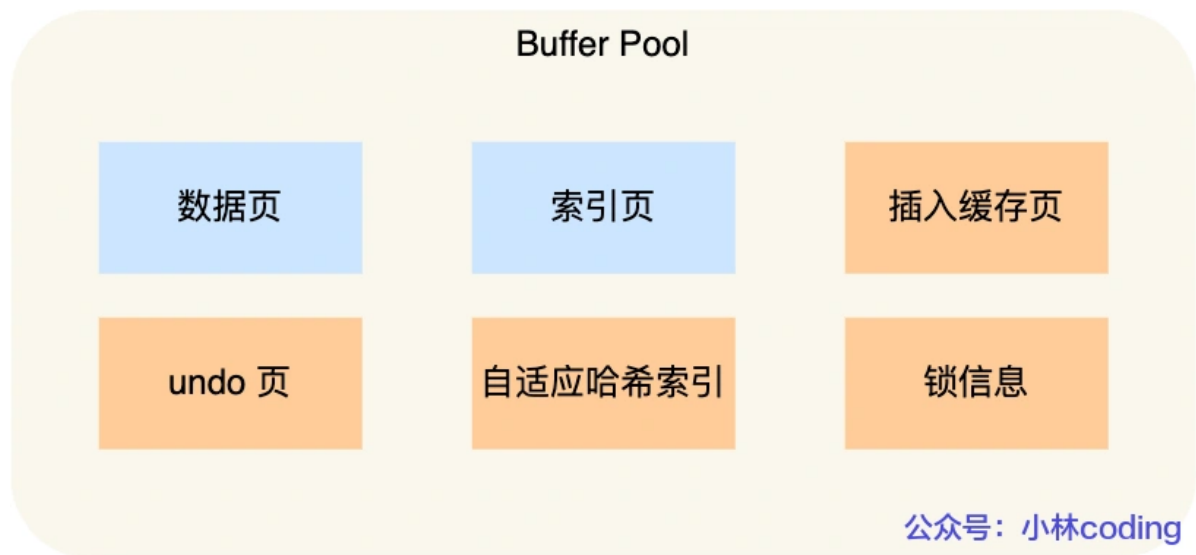 Buffer Pool
数据页
索引页
插入缓存页
undo 页
自适应哈希索引
锁信息
公众号：小林coding